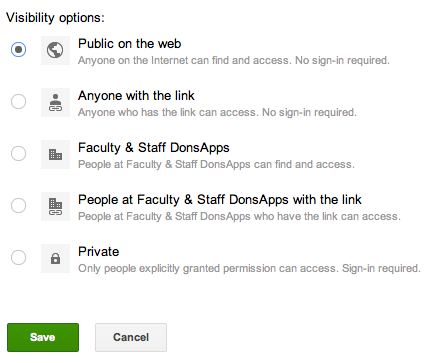 Visibility options:
Public on the web
Anyone on the Internet can find and access. No sign-in required.
Anyone with the link
Anyone who has the link can access. No sign-in required.
Faculty & Staff DonsApps
People at Faculty & Staff DonsApps can find and access.
People at Faculty & Staff DonsApps with the link
People at Faculty & Staff DonsApps who have the link can access.
Private
Only people explicitly granted permission can access. Sign-in required.
Save Cancel